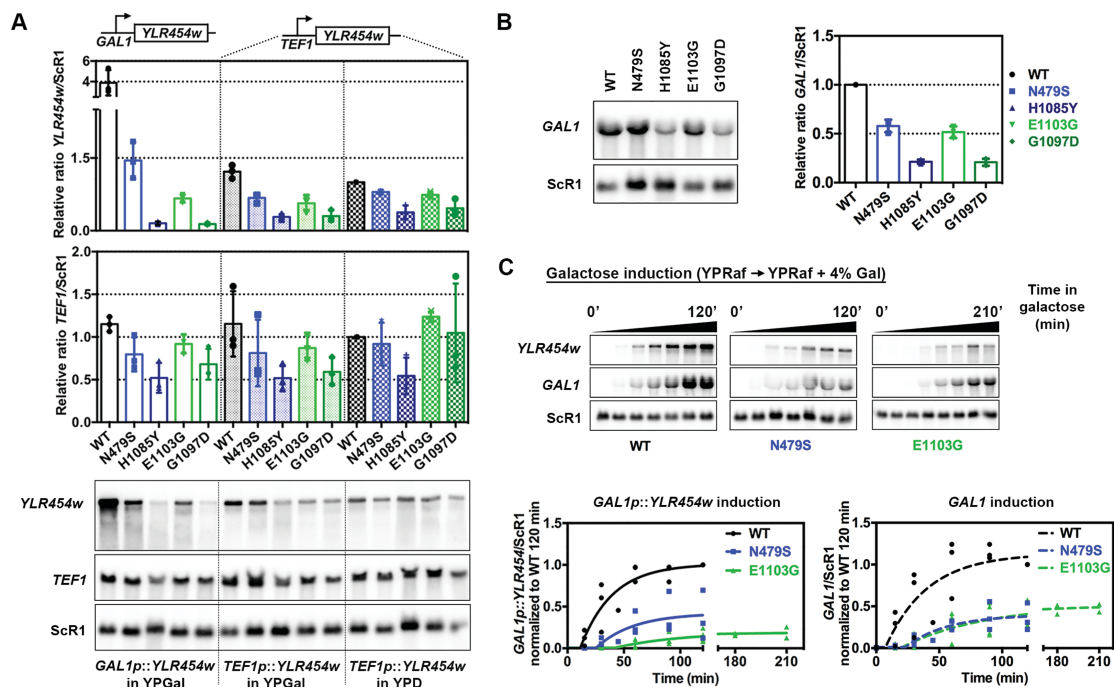 A
GAL1 YLR454w
TEF1 YLR454w
Relative ratio YLR454w/ScR1
6
4
1.5
0.0
Relative ratio TEF1/ScR1
2.0
1.5
1.0
0.5
0.0
WT N479S H1085Y E1103G G1097D WT N479S H1085Y E1103G G1097D WT N479S H1085Y E1103G G1097D
YLR454w
TEF1
ScR1
GAL1p::YLR454w TEF1p::YLR454w TEF1p::YLR454w
in YPGal in YPGal in YPD
B
WT N479S H1085Y E1103G G1097D
GAL1
ScR1
Relative ratio GAL1/ScR1
1.5
1.0
0.5
0.0
WT N479S H1085Y E1103G G1097D
WT
N479S
H1085Y
E1103G
G1097D
C
Galactose induction (YPRaf → YPRaf + 4% Gal)
0' 120' 0' 120' 0' 210'
Time in
galactose
(min)
YLR454w
GAL1
ScR1
WT N479S E1103G
GAL1p::YLR454w induction
GAL1p::YLR454/ScR1
normalized to WT 120 min
1.5
1.0
0.5
0.0
WT
N479S
E1103G
0 60 120 180 210
Time (min)
GAL1 induction
GAL1/ScR1
normalized to WT 120 min
1.5
1.0
0.5
0.0
WT
N479S
E1103G
0 60 120 180 210
Time (min)